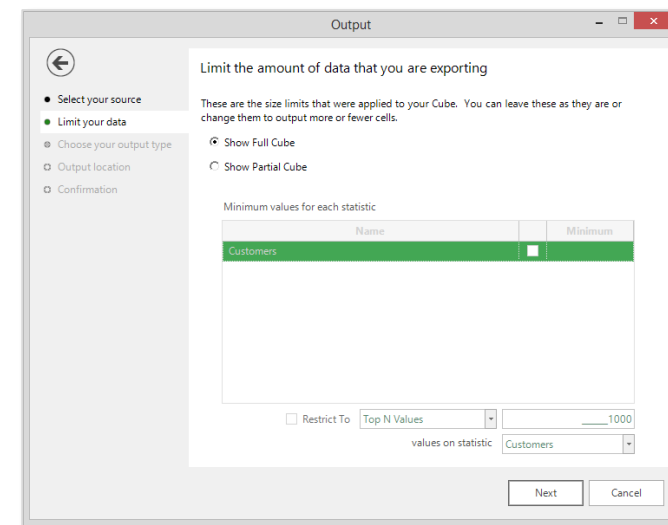 Output
Limit the amount of data that you are exporting
Select your source
Limit your data
Choose your output type
Output location
Confirmation
These are the size limits that were applied to your Cube. You can leave these as they are or
change them to output more or fewer cells.
Show Full Cube
Show Partial Cube
Minimum values for each statistic
Name Minimum
Customers
Restrict To Top N Values _____1000
values on statistic Customers
Next Cancel